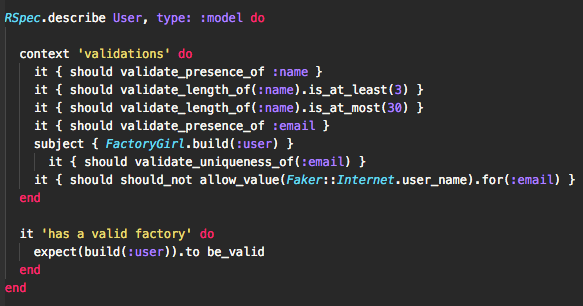 RSpec.describe User, type: :model do
context 'validations' do
it { should validate_presence_of :name }
it { should validate_length_of(:name).is_at_least(3) }
it { should validate_length_of(:name).is_at_most(30) }
it { should validate_presence_of :email }
subject { FactoryGirl.build(:user) }
it { should validate_uniqueness_of(:email) }
it { should should_not allow_value(Faker::Internet.user_name).for(:email) }
end
it 'has a valid factory' do
expect(build(:user)).to be_valid
end
end